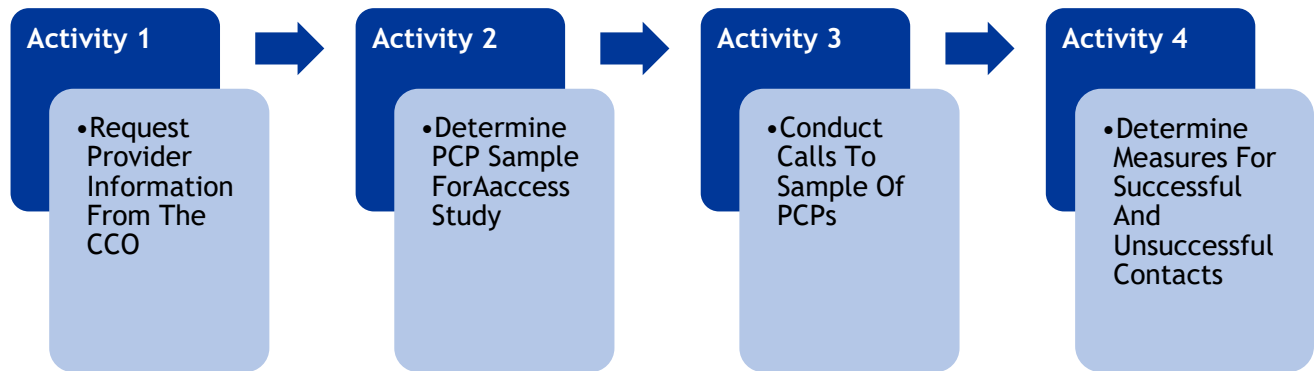 Activity 1
•Request
Provider
Information
From The
CCO
Activity 2
•Determine
PCP Sample
ForAaccess
Study
Activity 3
•Conduct
Calls To
Sample Of
PCPs
Activity 4
•Determine
Measures For
Successful
And
Unsuccessful
Contacts